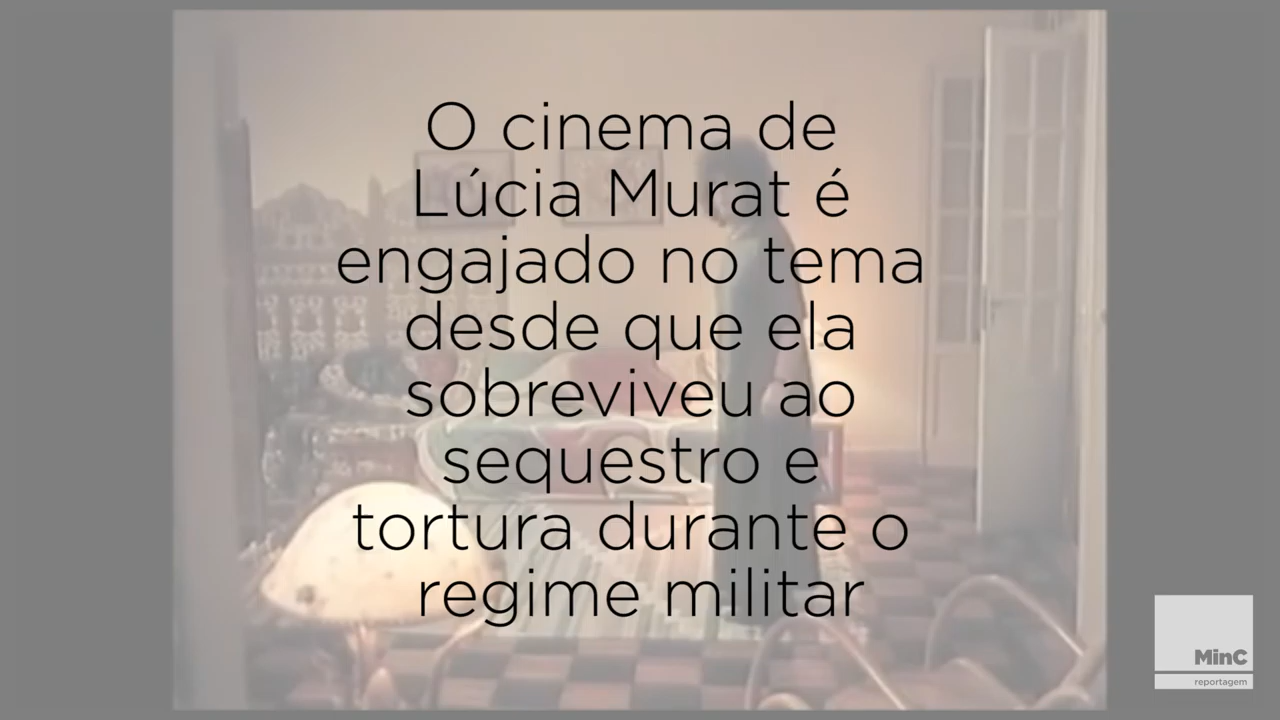 O cinema de
Lúcia Murat é
engajado no tema
desde que ela
sobreviveu ao
sequestro e
tortura durante o
regime militar
MinC
reportagem